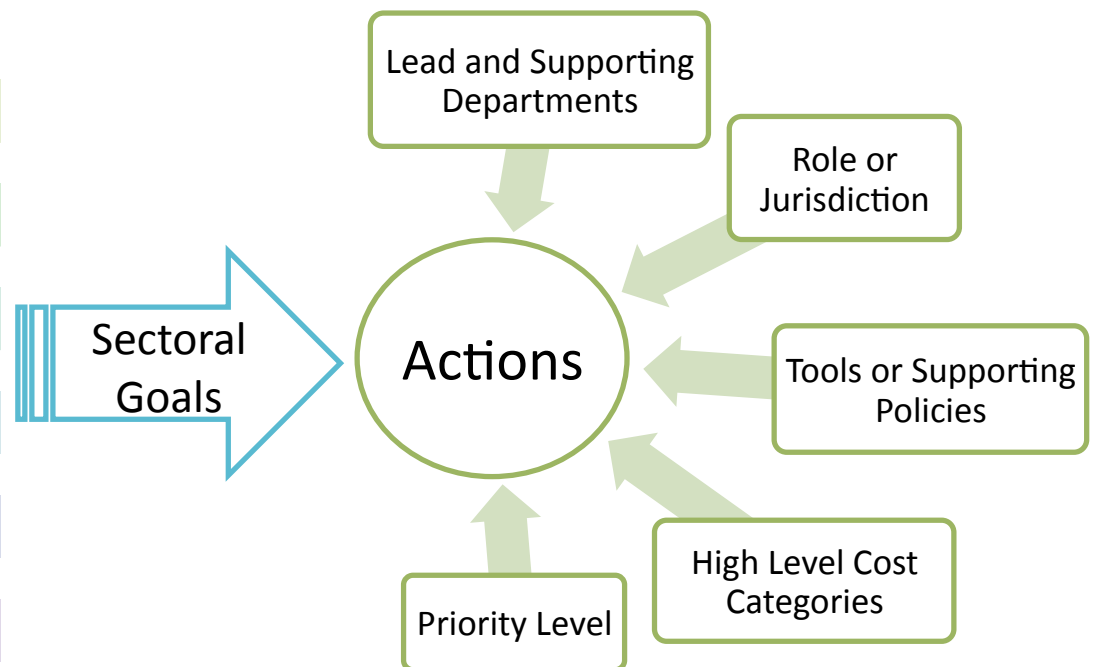 Lead and Supporting
Departments
Role or
Jurisdiction
Sectoral
Goals
Actions
Tools or Supporting
Policies
High Level Cost
Categories
Priority Level